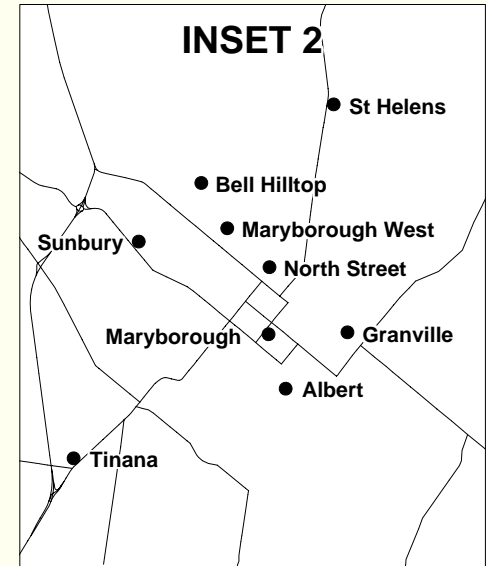 INSET 2
St Helens
Bell Hilltop
Maryborough West
Sunbury
North Street
Maryborough
Granville
Albert
Tinana